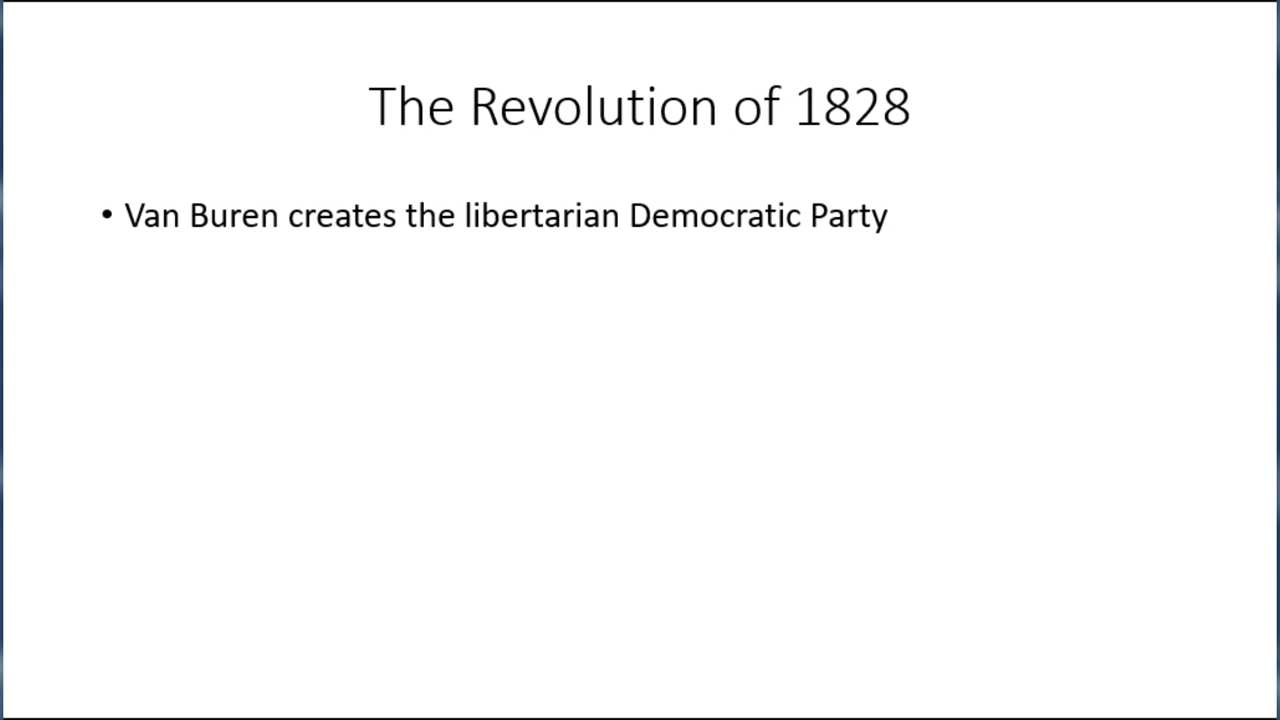 The Revolution of 1828
• Van Buren creates the libertarian Democratic Party